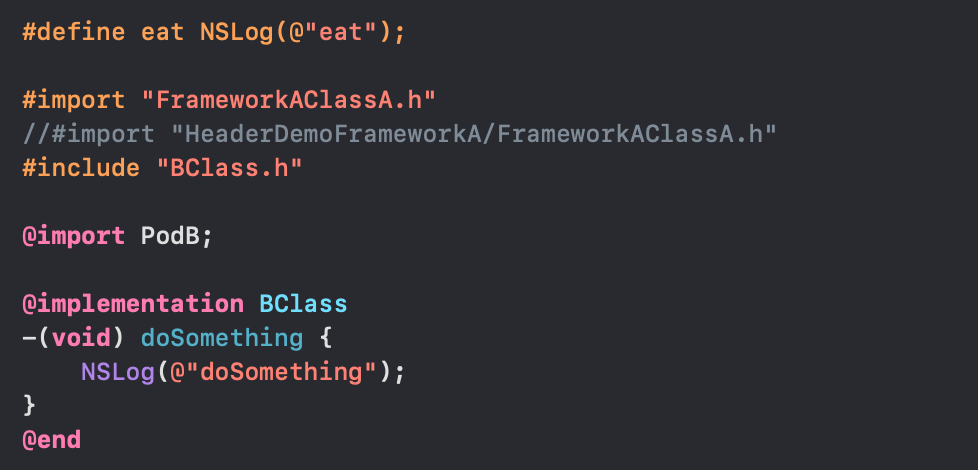 #define eat NSLog(@"eat");
#import "FrameworkAClassA.h"
//#import "HeaderDemoFrameworkA/FrameworkAClassA.h"
#include "BClass.h"
@import PodB;
@implementation BClass
-(void) doSomething {
    NSLog(@"doSomething");
}
@end